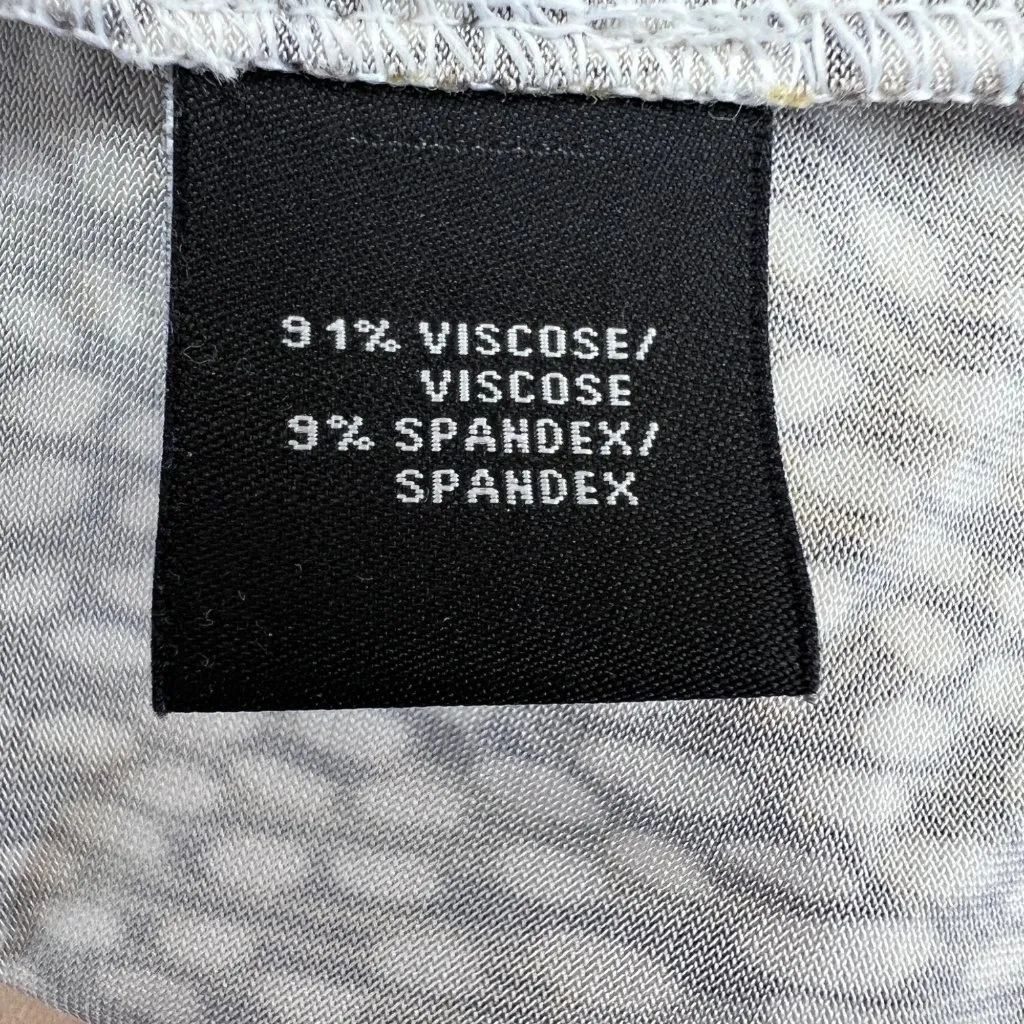 91% VISCOSE/
VISCOSE
9% SPANDEX/
SPANDEX